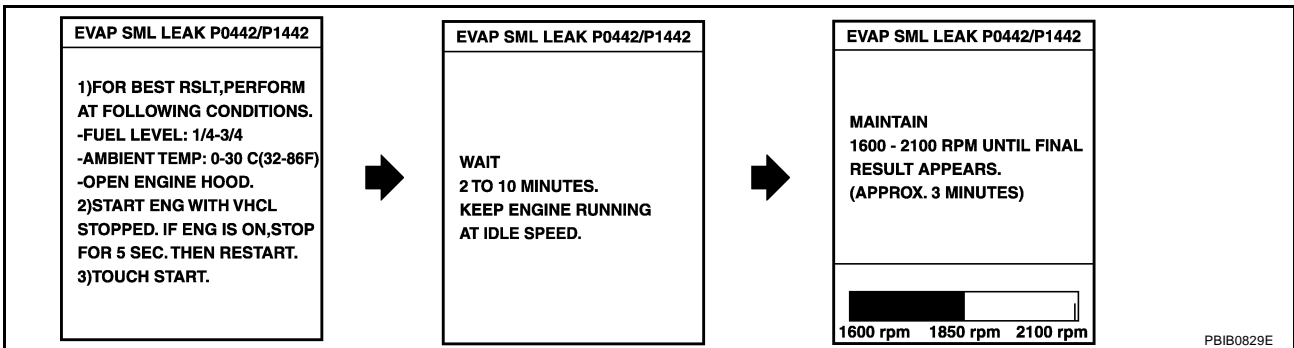 EVAP SML LEAK P0442/P1442
1)FOR BEST RSLT,PERFORM
AT FOLLOWING CONDITIONS.
-FUEL LEVEL: 1/4-3/4
-AMBIENT TEMP: 0-30 C(32-86F)
-OPEN ENGINE HOOD.
2)START ENG WITH VHCL
STOPPED. IF ENG IS ON,STOP
FOR 5 SEC. THEN RESTART.
3)TOUCH START.
EVAP SML LEAK P0442/P1442
WAIT
2 TO 10 MINUTES.
KEEP ENGINE RUNNING
AT IDLE SPEED.
EVAP SML LEAK P0442/P1442
MAINTAIN
1600 - 2100 RPM UNTIL FINAL
RESULT APPEARS.
(APPROX. 3 MINUTES)
1600 rpm 1850 rpm 2100 rpm
PBIB0829E